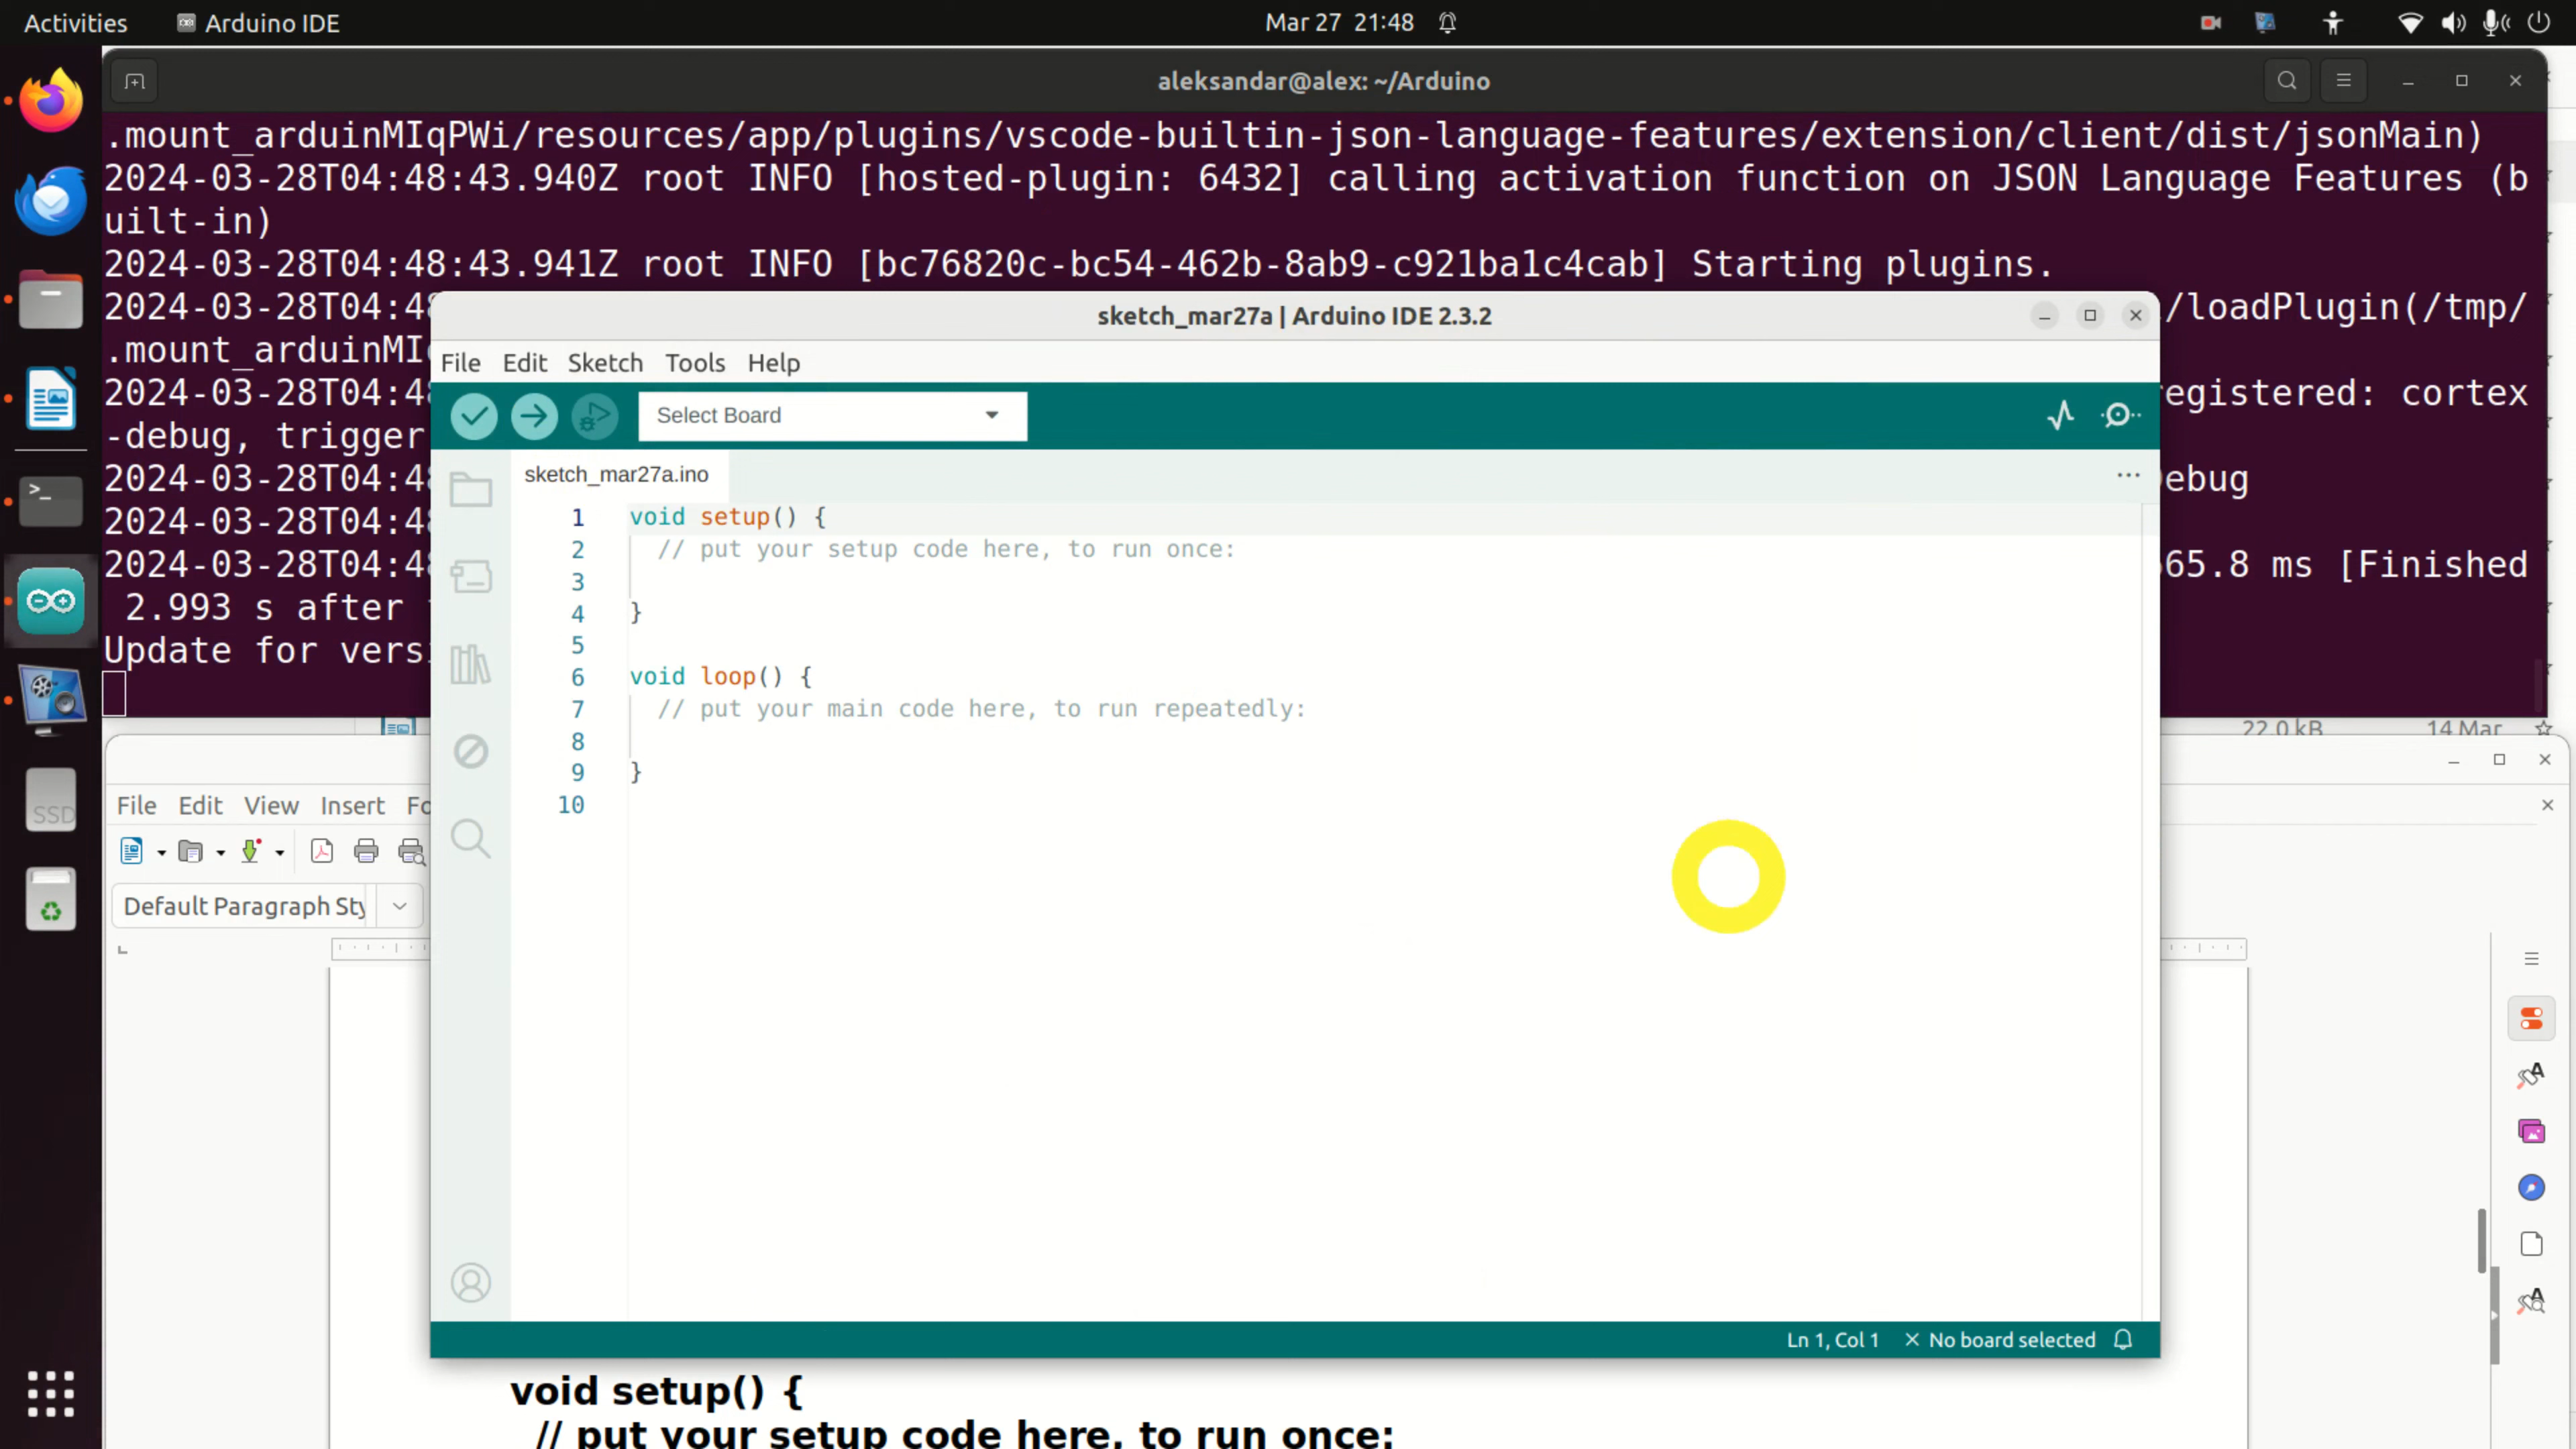 Activities
Arduino IDE
Mar 27 21:48
aleksandar@alex: ~/Arduino
.mount_arduinMIqPWi/resources/app/plugins/vscode-builtin-json-language-features/extension/client/dist/jsonMain)
2024-03-28T04:48:43.940Z root INFO [hosted-plugin: 6432] calling activation function on JSON Language Features (b
uilt-in)
2024-03-28T04:48:43.941Z root INFO [bc76820c-bc54-462b-8ab9-c921ba1c4cab] Starting plugins.
2024-03-28T04:48 /loadPlugin(/tmp/
.mount_arduinMI
2024-03-28T04:48 registered: cortex
-debug, trigger
2024-03-28T04:48 ebug
2024-03-28T04:48
2024-03-28T04:48 65.8 ms [Finished
2.993 s after
Update for vers
sketch_mar27a | Arduino IDE 2.3.2
File Edit Sketch Tools Help
Select Board
sketch_mar27a.ino
1 void setup() {
2 // put your setup code here, to run once:
3
4 }
5
6 void loop() {
7 // put your main code here, to run repeatedly:
8
9 }
10
Ln 1, Col 1 × No board selected
22.0 kB 14 Mar
File Edit View Insert Fo
Default Paragraph Sty
SSD
void setup() {
// put your setup code here, to run once: